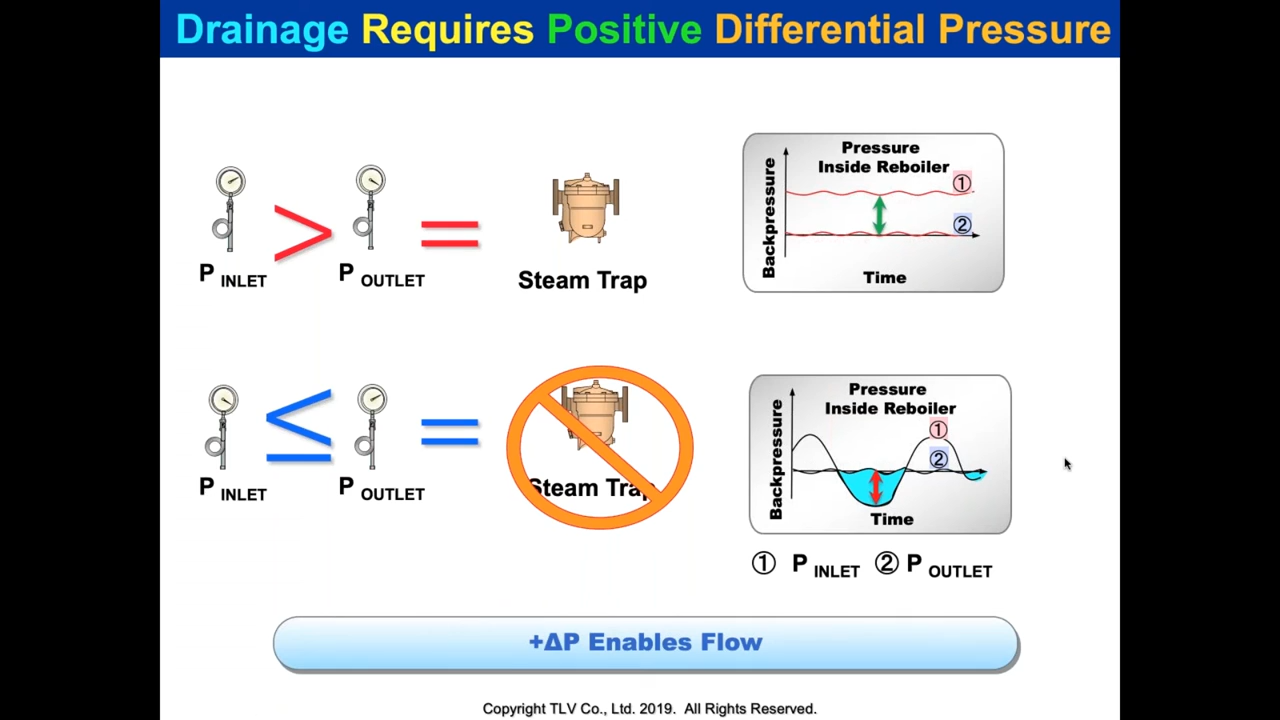 Drainage Requires Positive Differential Pressure
P INLET
>
P OUTLET
=
Steam Trap
Pressure
Inside Reboiler
Backpressure
①
②
Time
P INLET
≤
P OUTLET
=
Steam Trap
Pressure
Inside Reboiler
Backpressure
①
②
Time
① P INLET ② P OUTLET
+ΔP Enables Flow
Copyright TLV Co., Ltd. 2019. All Rights Reserved.